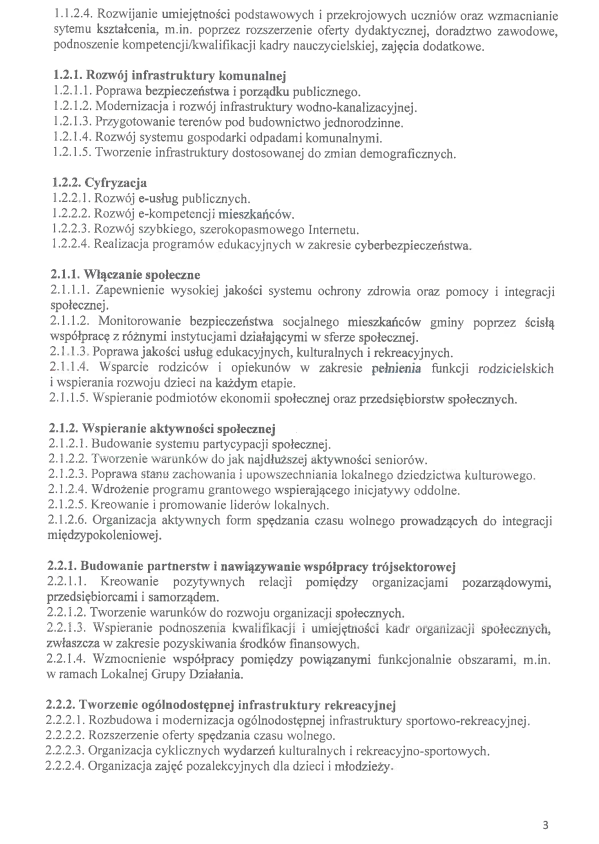 1.1.2.4. Rozwijanie umiejętności podstawowych i przekrojowych uczniów oraz wzmacnianie
sytemu kształcenia, m.in. poprzez rozszerzenie oferty dydaktycznej, doradztwo zawodowe,
podnoszenie kompetencji/kwalifikacji kadry nauczycielskiej, zajęcia dodatkowe.
1.2.1. Rozwój infrastruktury komunalnej
1.2.1.1. Poprawa bezpieczeństwa i porządku publicznego.
1.2.1.2. Modernizacja i rozwój infrastruktury wodno-kanalizacyjnej.
1.2.1.3. Przygotowanie terenów pod budownictwo jednorodzinne.
1.2.1.4. Rozwój systemu gospodarki odpadami komunalnymi.
1.2.1.5. Tworzenie infrastruktury dostosowanej do zmian demograficznych.
1.2.2. Cyfryzacja
1.2.2.1. Rozwój e-usług publicznych.
1.2.2.2. Rozwój e-kompetencji mieszkańców.
1.2.2.3. Rozwój szybkiego, szerokopasmowego Internetu.
1.2.2.4. Realizacja programów edukacyjnych w zakresie cyberbezpieczeństwa.
2.1.1. Włączanie społeczne
2.1.1.1. Zapewnienie wysokiej jakości systemu ochrony zdrowia oraz pomocy i integracji
społecznej.
2.1.1.2. Monitorowanie bezpieczeństwa socjalnego mieszkańców gminy poprzez ścisłą
współpracę z różnymi instytucjami działającymi w sferze społecznej.
2.1.1.3. Poprawa jakości usług edukacyjnych, kulturalnych i rekreacyjnych.
2.1.1.4. Wsparcie rodziców i opiekunów w zakresie pełnienia funkcji rodzicielskich
i wspierania rozwoju dzieci na każdym etapie.
2.1.1.5. Wspieranie podmiotów ekonomii społecznej oraz przedsiębiorstw społecznych.
2.1.2. Wspieranie aktywności społecznej
2.1.2.1. Budowanie systemu partycypacji społecznej.
2.1.2.2. Tworzenie warunków do jak najdłuższej aktywności seniorów.
2.1.2.3. Poprawa stanu zachowania i upowszechniania lokalnego dziedzictwa kulturowego.
2.1.2.4. Wdrożenie programu grantowego wspierającego inicjatywy oddolne.
2.1.2.5. Kreowanie i promowanie liderów lokalnych.
2.1.2.6. Organizacja aktywnych form spędzania czasu wolnego prowadzących do integracji
międzypokoleniowej.
2.2.1. Budowanie partnerstw i nawiązywanie współpracy trójsektorowej
2.2.1.1. Kreowanie pozytywnych relacji pomiędzy organizacjami pozarządowymi,
przedsiębiorcami i samorządem.
2.2.1.2. Tworzenie warunków do rozwoju organizacji społecznych.
2.2.1.3. Wspieranie podnoszenia kwalifikacji i umiejętności kadr organizacji społecznych,
zwłaszcza w zakresie pozyskiwania środków finansowych.
2.2.1.4. Wzmocnienie współpracy pomiędzy powiązanymi funkcjonalnie obszarami, m.in.
w ramach Lokalnej Grupy Działania.
2.2.2. Tworzenie ogólnodostępnej infrastruktury rekreacyjnej
2.2.2.1. Rozbudowa i modernizacja ogólnodostępnej infrastruktury sportowo-rekreacyjnej.
2.2.2.2. Rozszerzenie oferty spędzania czasu wolnego.
2.2.2.3. Organizacja cyklicznych wydarzeń kulturalnych i rekreacyjno-sportowych.
2.2.2.4. Organizacja zajęć pozalekcyjnych dla dzieci i młodzieży.
3